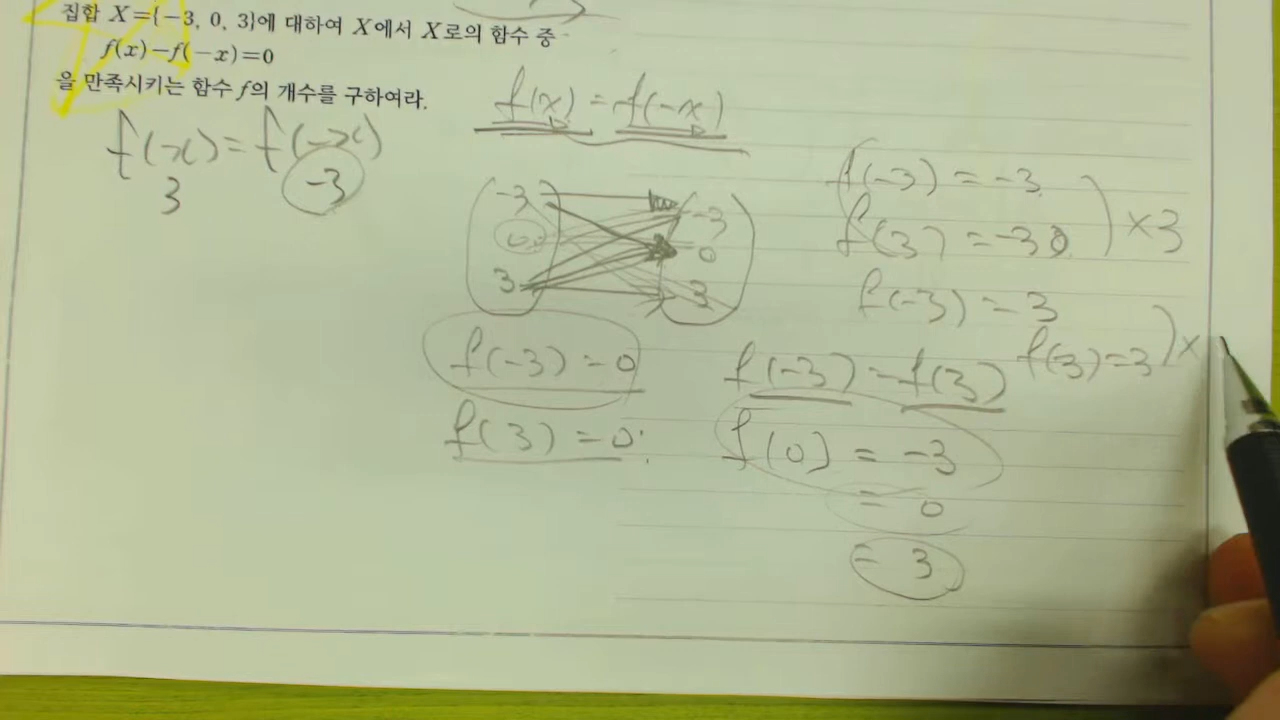 집합 X={−3, 0, 3}에 대하여 X에서 X로의 함수 중
f(x)−f(−x)=0
을 만족시키는 함수 f의 개수를 구하여라.
f(x)=f(−x)
3 −3
f(x)=f(−x)
−3 −3
0 0
3 3
f(−3)=0
f(3)=0.
f(−3)=−3
f(3)=−3 ×3
f(−3)=3
f(3)=3 ×
f(−3)=f(3)
f(0)=−3
=0
=3